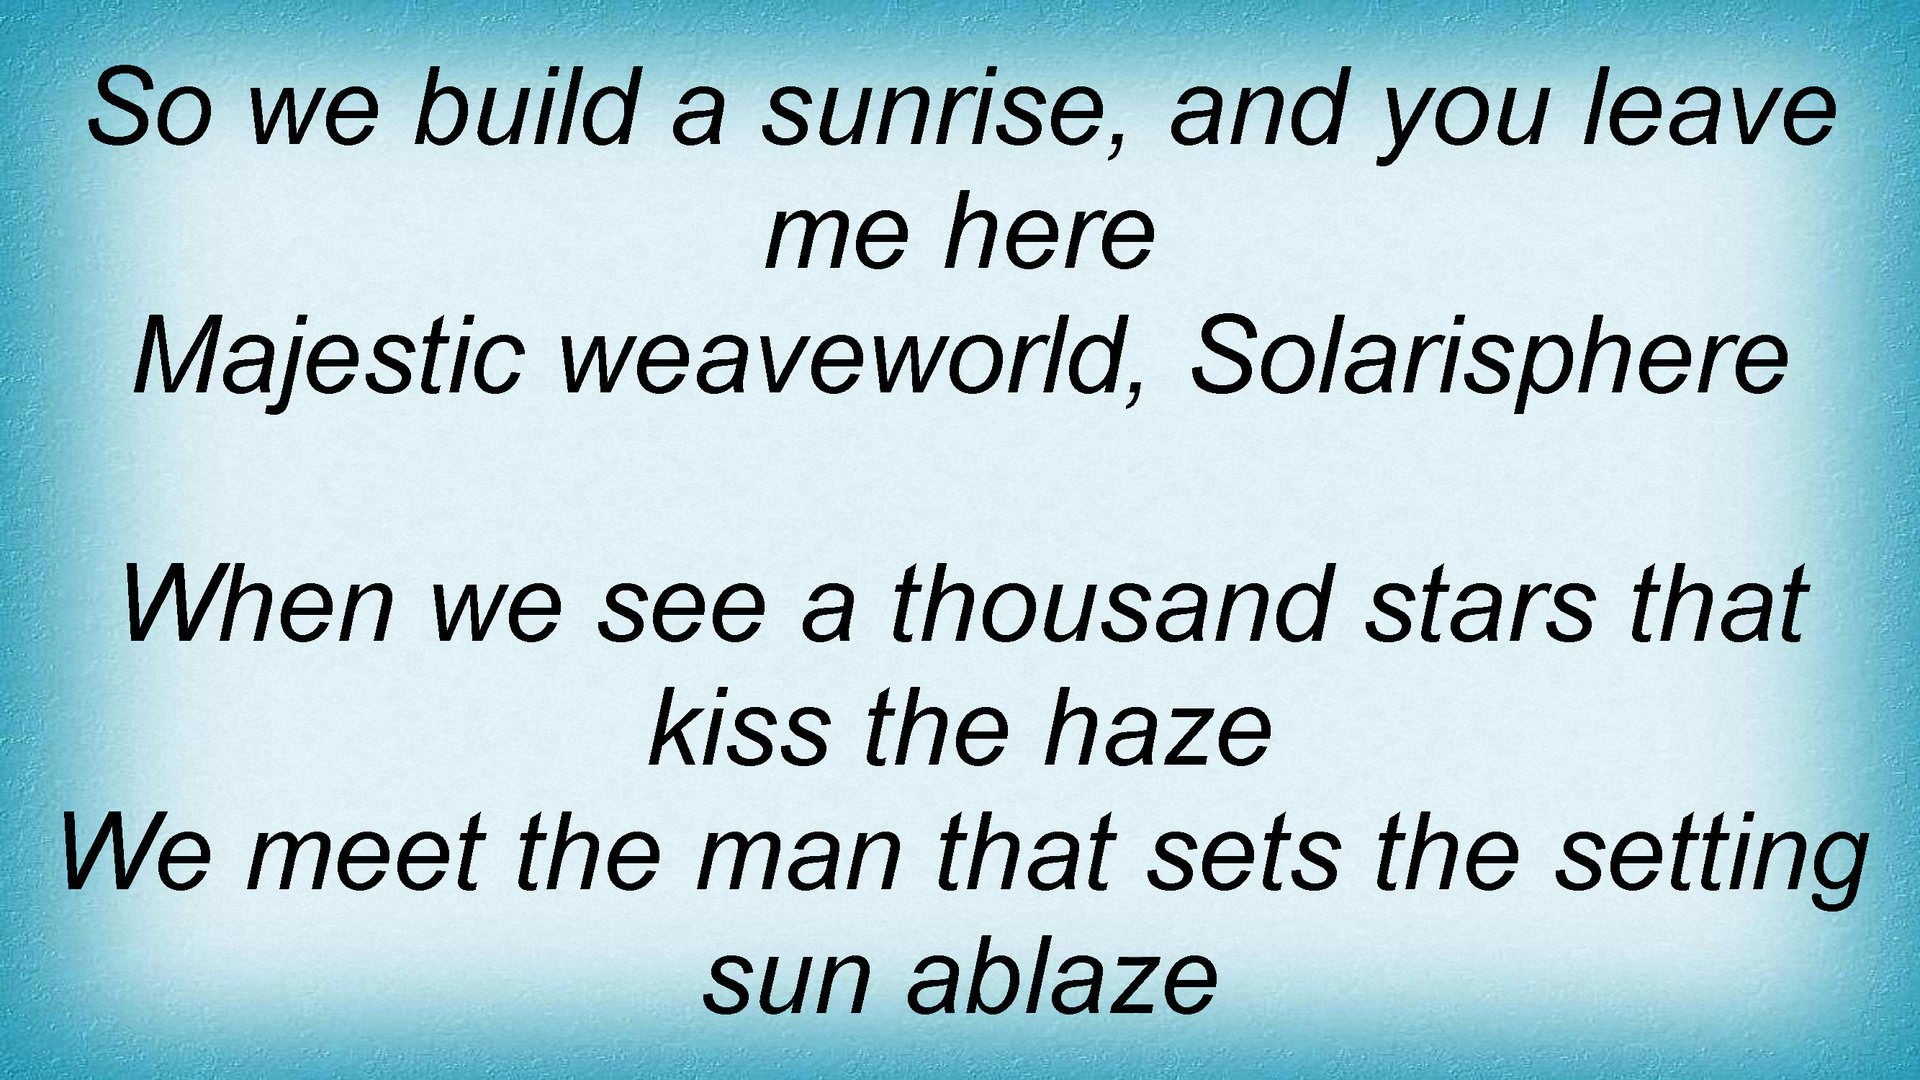 So we build a sunrise, and you leave
me here
Majestic weaveworld, Solarisphere
When we see a thousand stars that
kiss the haze
We meet the man that sets the setting
sun ablaze